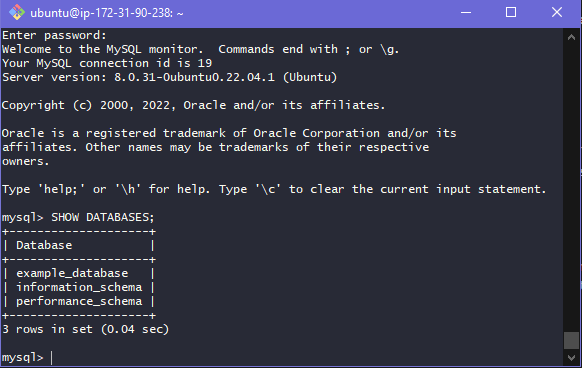 ubuntu@ip-172-31-90-238: ~
Enter password:
Welcome to the MySQL monitor.  Commands end with ; or \g.
Your MySQL connection id is 19
Server version: 8.0.31-0ubuntu0.22.04.1 (Ubuntu)
Copyright (c) 2000, 2022, Oracle and/or its affiliates.
Oracle is a registered trademark of Oracle Corporation and/or its
affiliates. Other names may be trademarks of their respective
owners.
Type 'help;' or '\h' for help. Type '\c' to clear the current input statement.
mysql> SHOW DATABASES;
+--------------------+
| Database           |
+--------------------+
| example_database   |
| information_schema |
| performance_schema |
+--------------------+
3 rows in set (0.04 sec)
mysql>